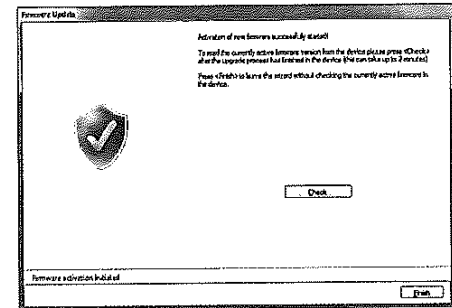 Firmware Update
Activation of new firmware successfully started!
To read the currently active firmware version from the device please press <Check>
after the upgrade process has finished in the device (this can take up to 2 minutes)
Press <Finish> to leave the wizard without checking the currently active firmware in
the device.
Check
Firmware activation initiated
Finish